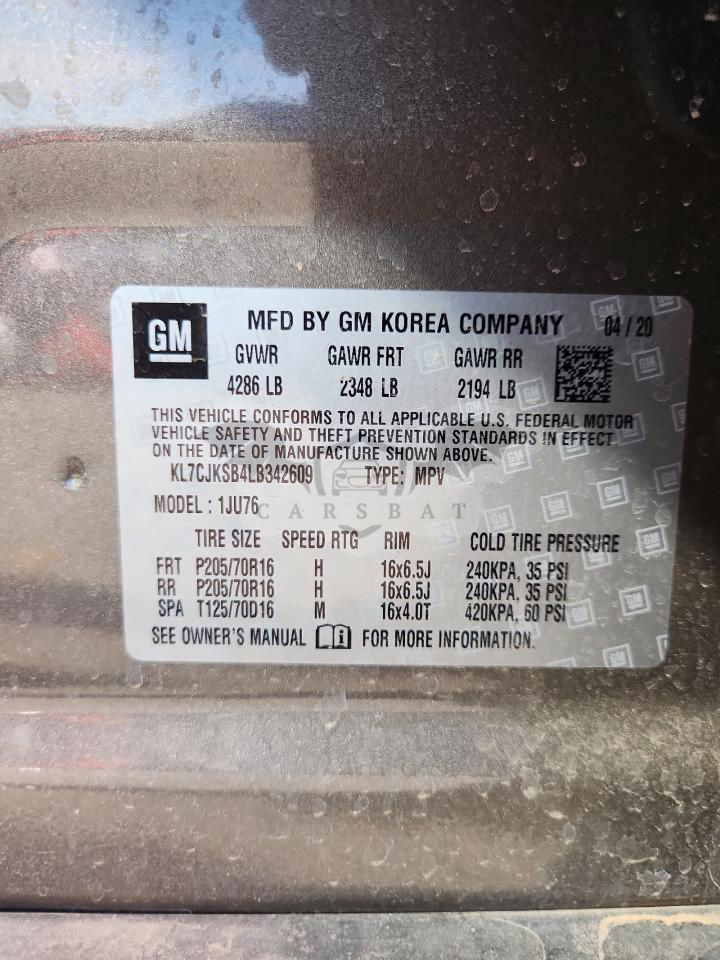 GM MFD BY GM KOREA COMPANY 04 / 20
GVWR GAWR FRT GAWR RR
4286 LB 2348 LB 2194 LB
THIS VEHICLE CONFORMS TO ALL APPLICABLE U.S. FEDERAL MOTOR
VEHICLE SAFETY AND THEFT PREVENTION STANDARDS IN EFFECT
ON THE DATE OF MANUFACTURE SHOWN ABOVE.
KL7CJKSB4LB342609 TYPE: MPV
MODEL : 1JU76
CARSBAT
TIRE SIZE SPEED RTG RIM COLD TIRE PRESSURE
FRT P205/70R16 H 16x6.5J 240KPA, 35 PSI
RR P205/70R16 H 16x6.5J 240KPA, 35 PSI
SPA T125/70D16 M 16x4.0T 420KPA, 60 PSI
SEE OWNER'S MANUAL FOR MORE INFORMATION.